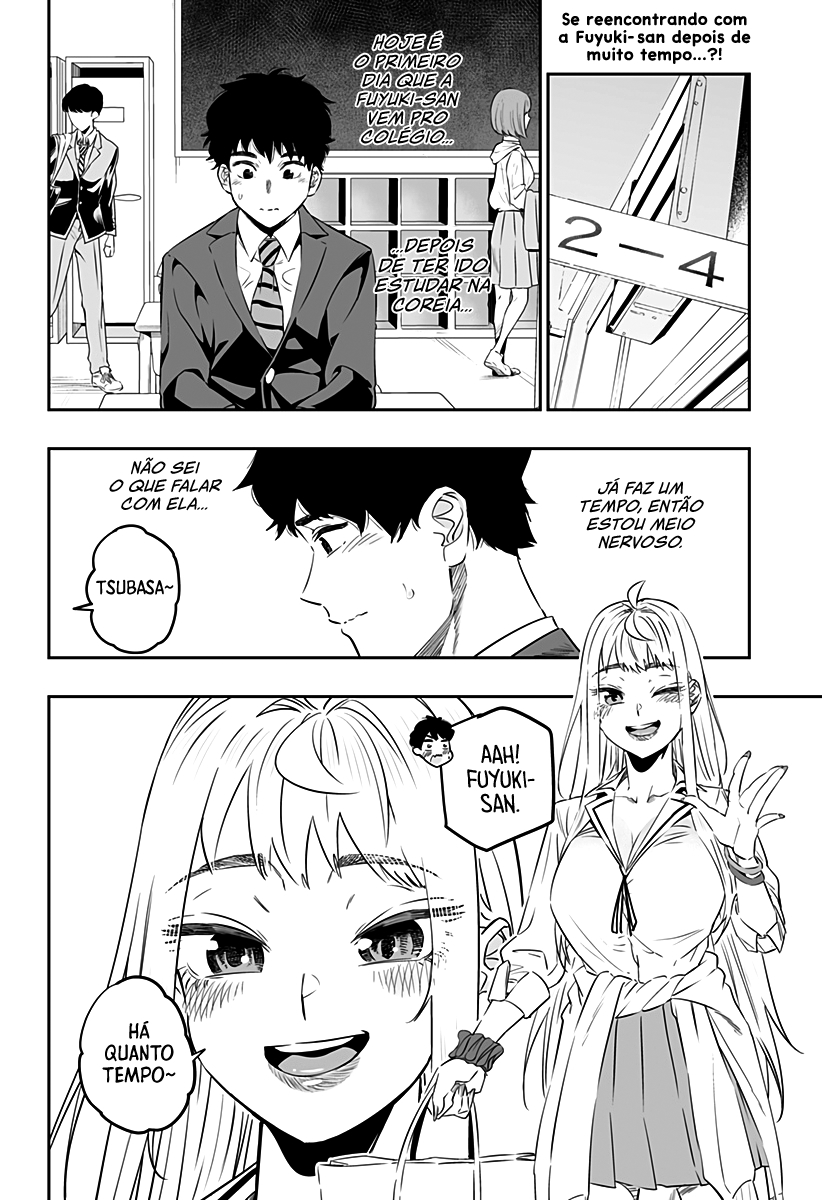 Se reencontrando com
a Fuyuki-san depois de
muito tempo...?!
2-4
HOJE É
O PRIMEIRO
DIA QUE A
FUYUKI-SAN
VEM PRO
COLÉGIO...
...DEPOIS
DE TER IDO
ESTUDAR NA
COREIA...
JÁ FAZ UM
TEMPO, ENTÃO
ESTOU MEIO
NERVOSO.
NÃO SEI
O QUE FALAR
COM ELA...
TSUBASA~
AAH!
FUYUKI-
SAN.
HÁ
QUANTO
TEMPO~